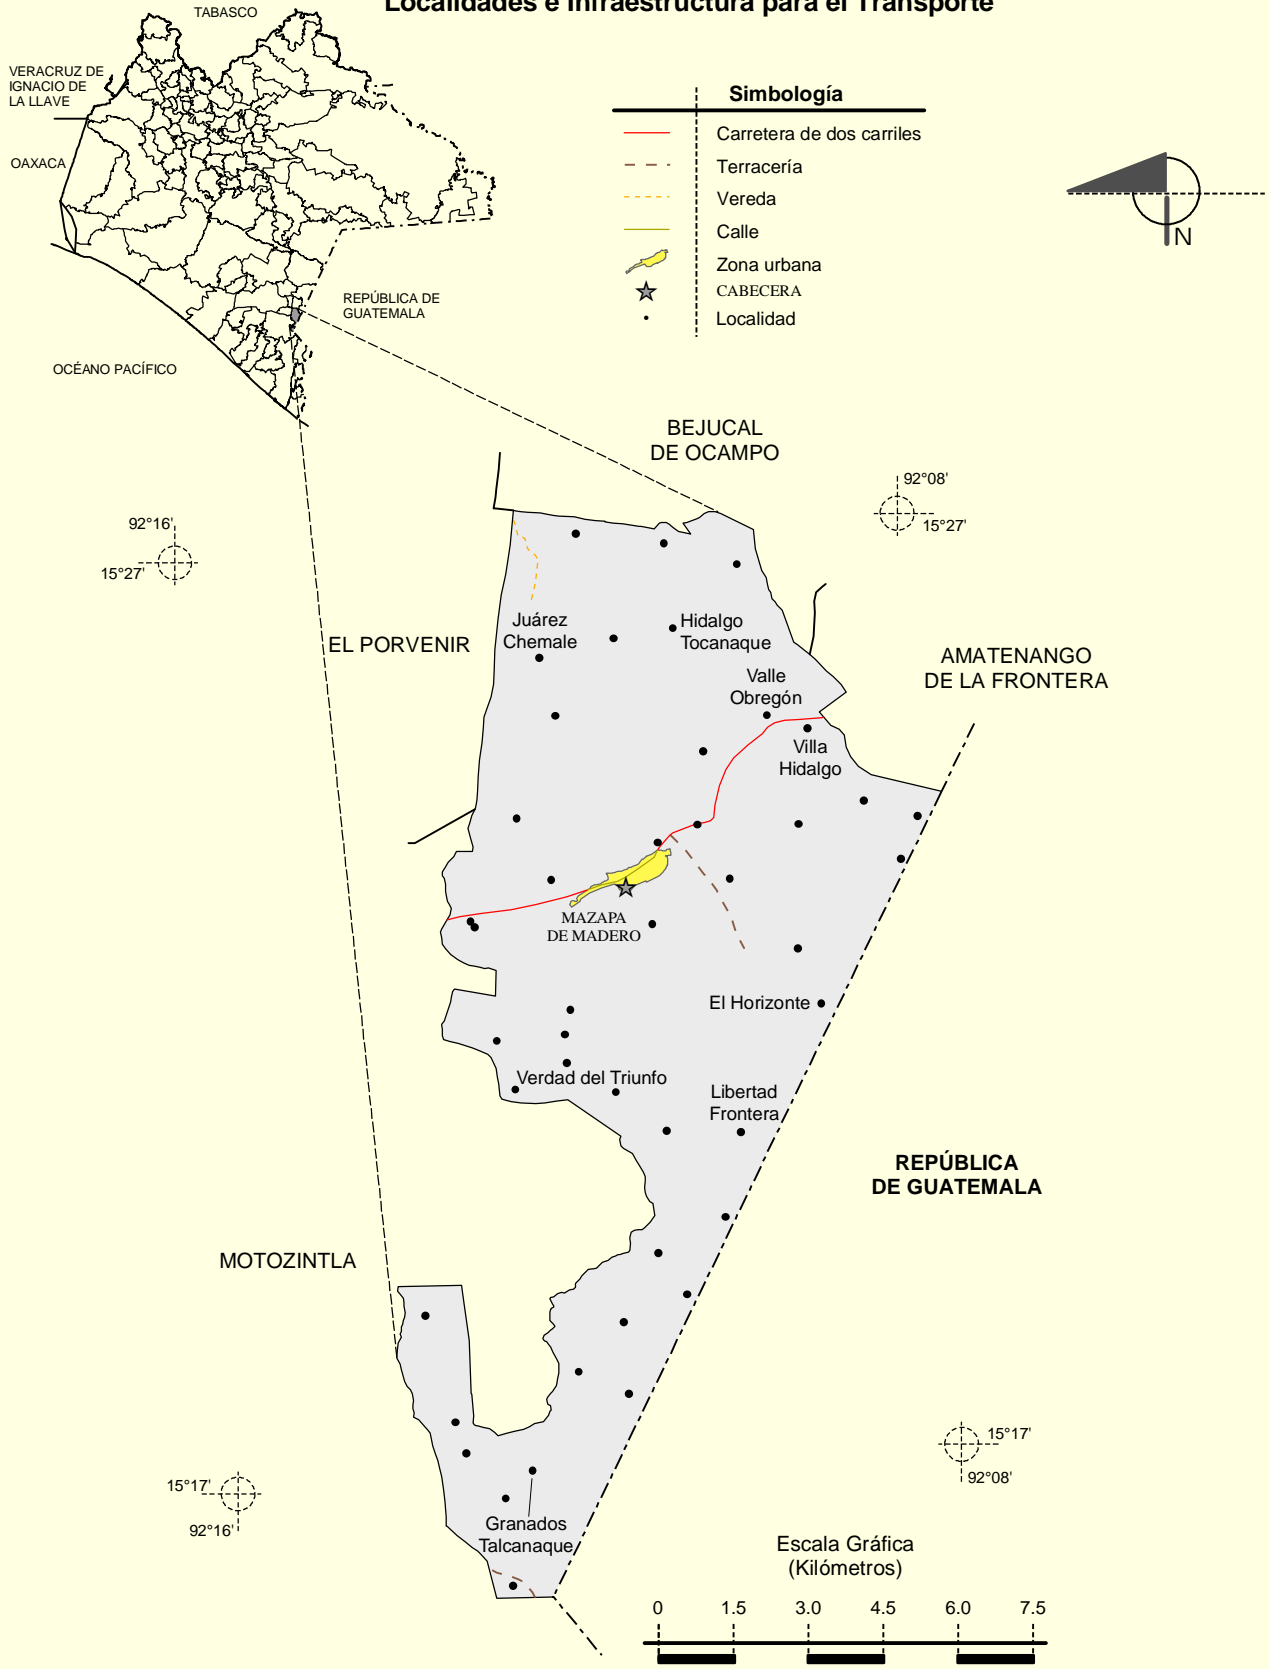 Localidades e Infraestructura para el Transporte
TABASCO
VERACRUZ DE
IGNACIO DE
LA LLAVE
OAXACA
REPÚBLICA DE
GUATEMALA
OCÉANO PACÍFICO
Simbología
Carretera de dos carriles
Terracería
Vereda
Calle
Zona urbana
CABECERA
Localidad
N
BEJUCAL
DE OCAMPO
92°16'
15°27'
92°08'
15°27'
EL PORVENIR
Juárez
Chemale
Hidalgo
Tocanaque
Valle
Obregón
Villa
Hidalgo
AMATENANGO
DE LA FRONTERA
MAZAPA
DE MADERO
El Horizonte
Verdad del Triunfo
Libertad
Frontera
REPÚBLICA
DE GUATEMALA
MOTOZINTLA
15°17'
92°16'
15°17'
92°08'
Granados
Talcanaque
Escala Gráfica
(Kilómetros)
0 1.5 3.0 4.5 6.0 7.5